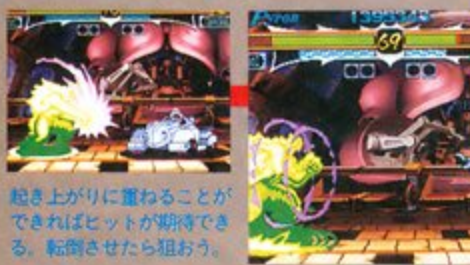 1399343
69
起き上がりに重ねることが
できればヒットが期待でき
る。転倒させたら狙おう。